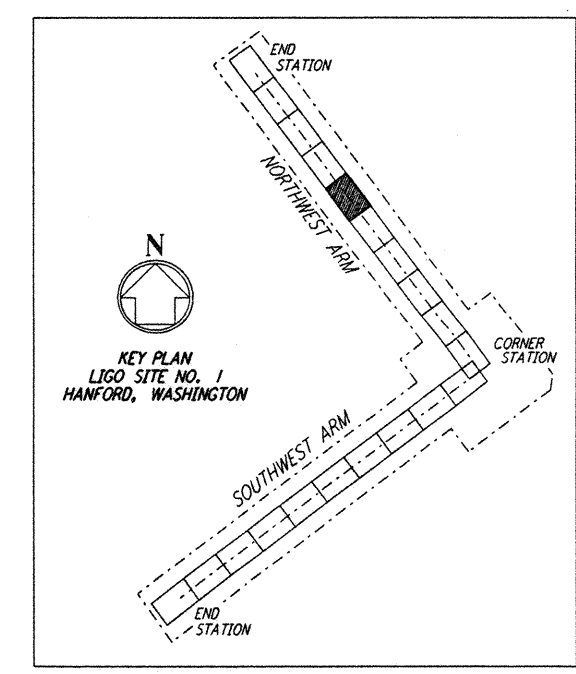 END
STATION
NORTHWEST ARM
N
KEY PLAN
LIGO SITE NO. 1
HANFORD, WASHINGTON
CORNER
STATION
SOUTHWEST ARM
END
STATION